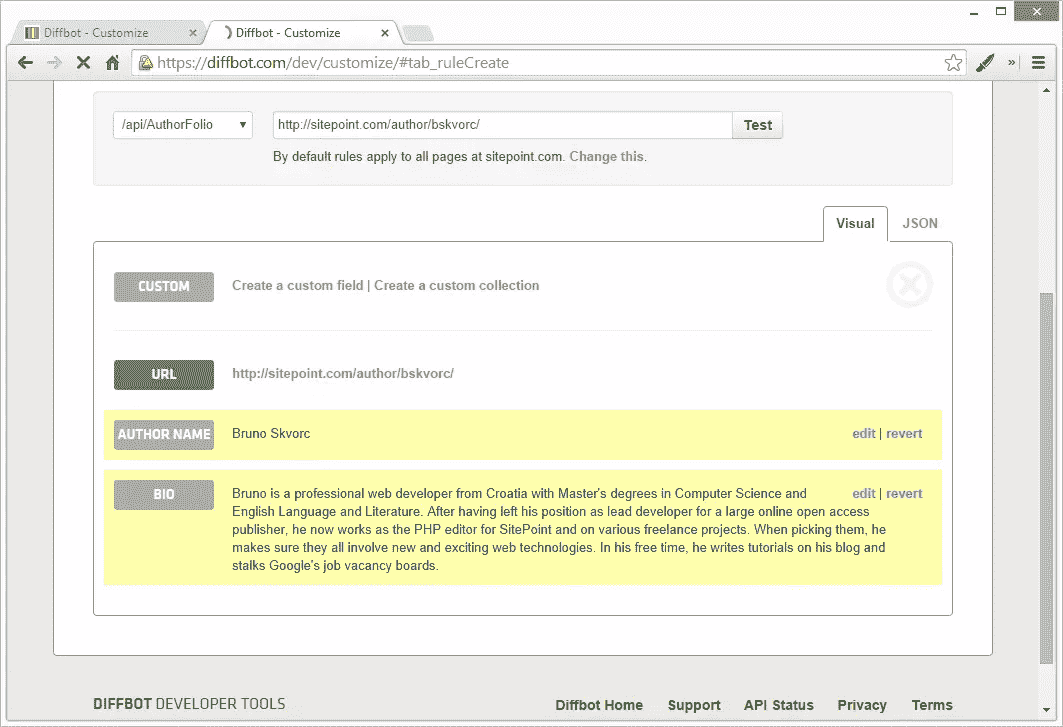 Diffbot - Customize
Diffbot - Customize
https://diffbot.com/dev/customize/#tab_ruleCreate
/api/AuthorFolio
http://sitepoint.com/author/bskvorc/
Test
By default rules apply to all pages at sitepoint.com. Change this.
Visual
JSON
CUSTOM
Create a custom field | Create a custom collection
URL
http://sitepoint.com/author/bskvorc/
AUTHOR NAME
Bruno Skvorc
edit | revert
BIO
Bruno is a professional web developer from Croatia with Master's degrees in Computer Science and
edit | revert
English Language and Literature. After having left his position as lead developer for a large online open access
publisher, he now works as the PHP editor for SitePoint and on various freelance projects. When picking them, he
makes sure they all involve new and exciting web technologies. In his free time, he writes tutorials on his blog and
stalks Google's job vacancy boards.
DIFFBOT DEVELOPER TOOLS
Diffbot Home
Support
API Status
Privacy
Terms